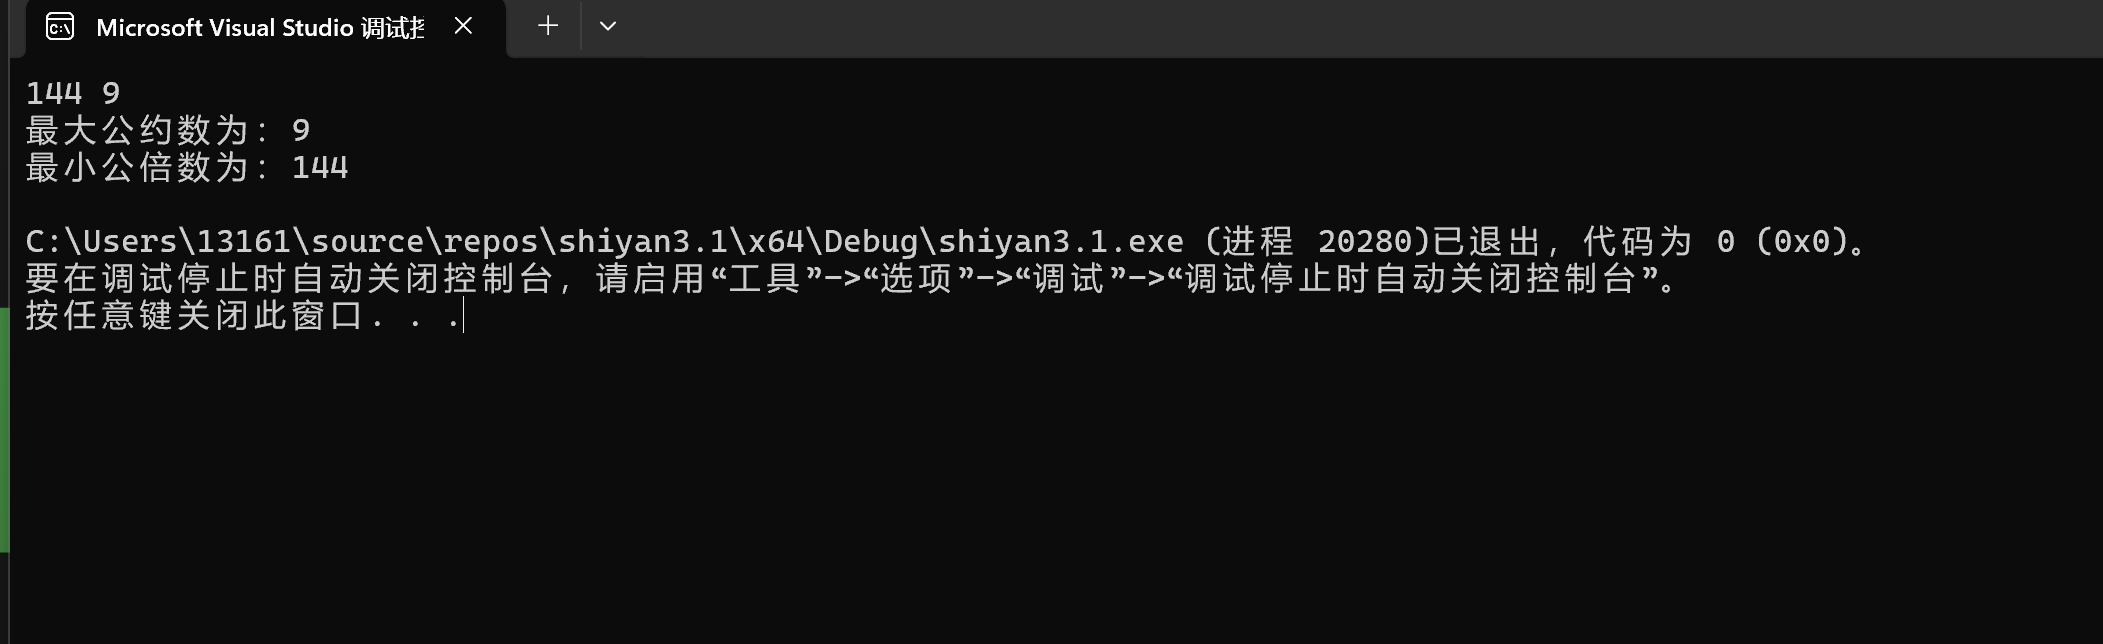 Microsoft Visual Studio 调试控
144 9
最大公约数为：9
最小公倍数为：144
C:\Users\13161\source\repos\shiyan3.1\x64\Debug\shiyan3.1.exe (进程 20280)已退出，代码为 0 (0x0)。
要在调试停止时自动关闭控制台，请启用“工具”->“选项”->“调试”->“调试停止时自动关闭控制台”。
按任意键关闭此窗口. . .